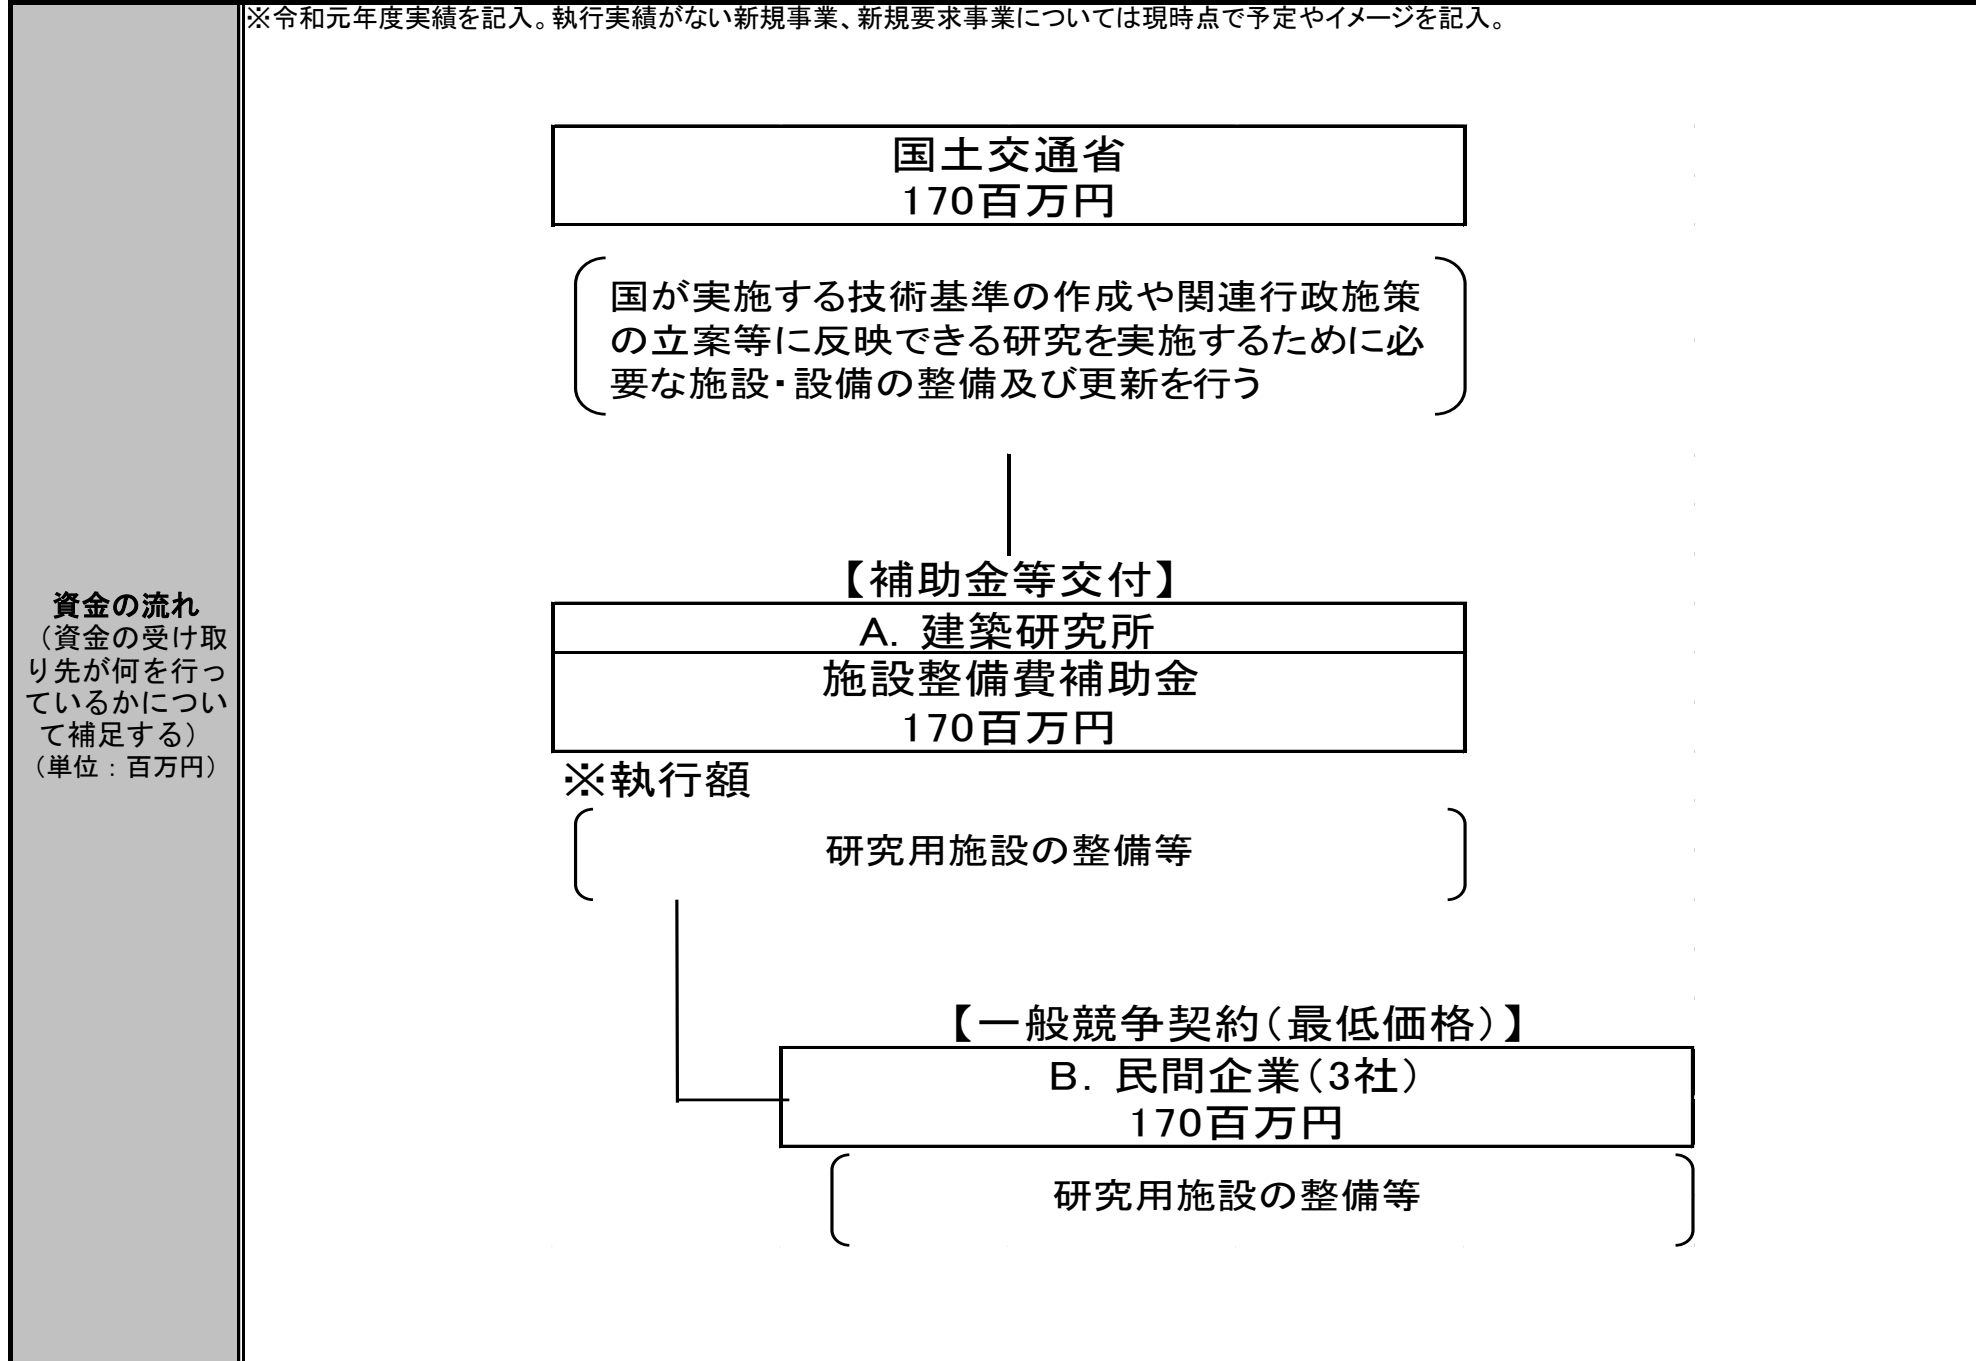 ※令和元年度実績を記入。執行実績がない新規事業、新規要求事業については現時点で予定やイメージを記入。
資金の流れ
（資金の受け取
り先が何を行っ
ているかについ
て補足する）
（単位：百万円）
国土交通省
170百万円
国が実施する技術基準の作成や関連行政施策
の立案等に反映できる研究を実施するために必
要な施設・設備の整備及び更新を行う
【補助金等交付】
A. 建築研究所
施設整備費補助金
170百万円
※執行額
研究用施設の整備等
【一般競争契約（最低価格）】
B. 民間企業（3社）
170百万円
研究用施設の整備等